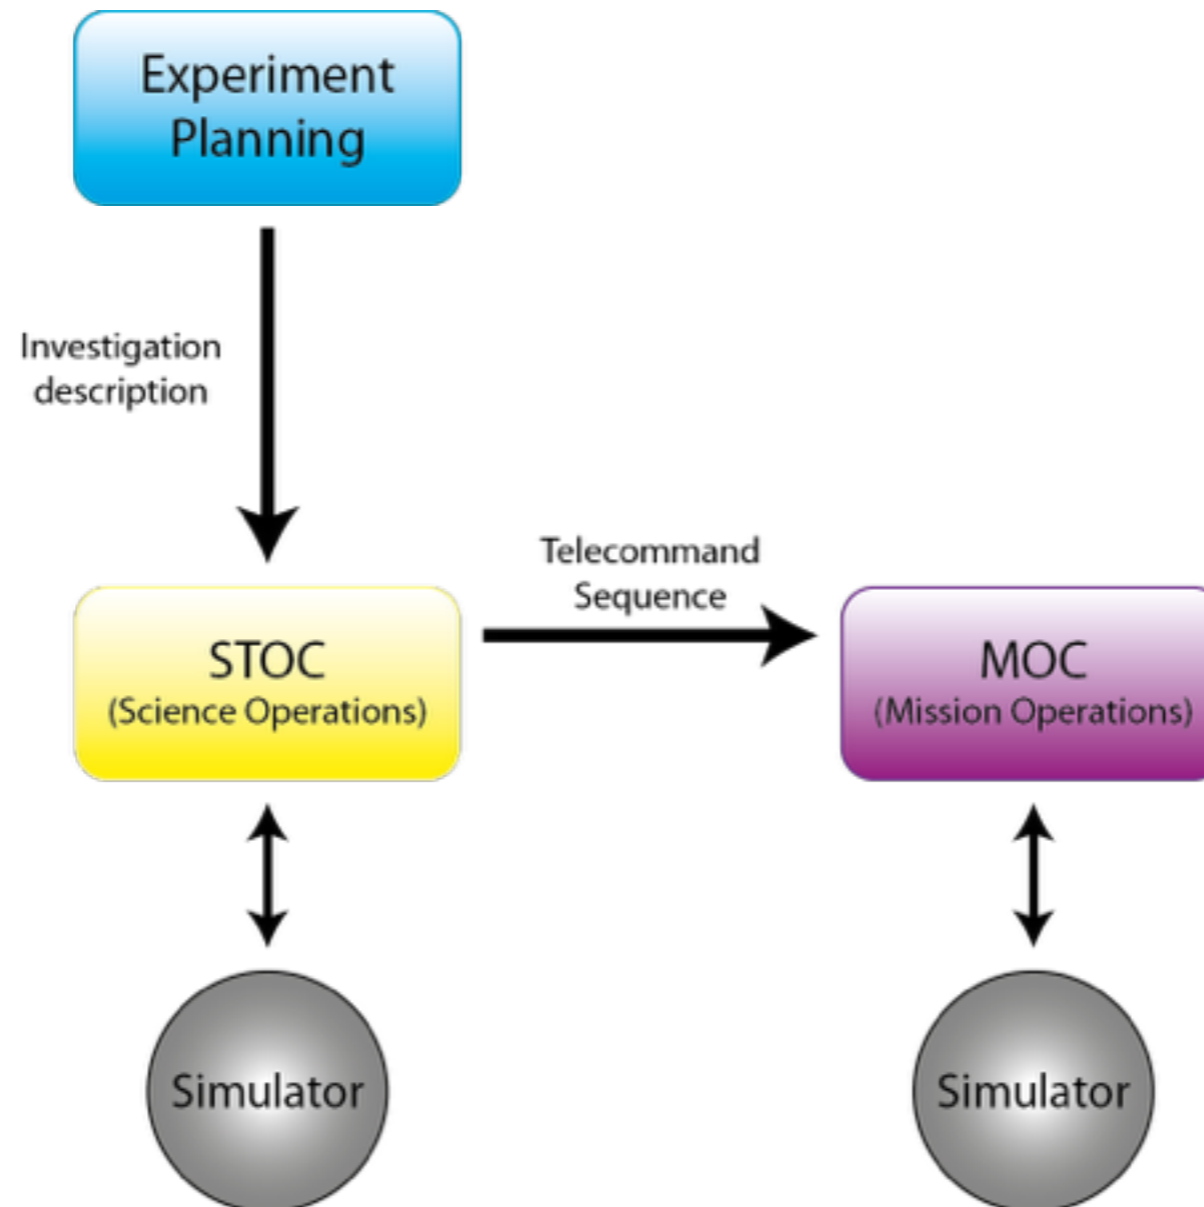 Experiment
Planning
Investigation
description
Telecommand
Sequence
STOC
(Science Operations)
MOC
(Mission Operations)
Simulator
Simulator